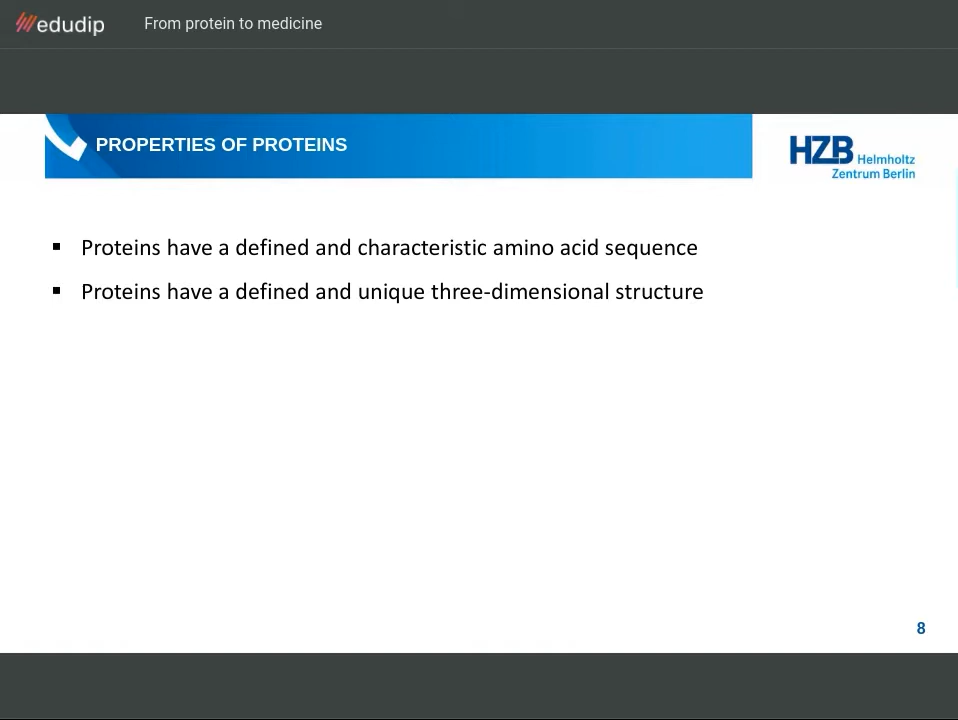 edudip
From protein to medicine
PROPERTIES OF PROTEINS
HZB Helmholtz
Zentrum Berlin
▪ Proteins have a defined and characteristic amino acid sequence
▪ Proteins have a defined and unique three-dimensional structure
8